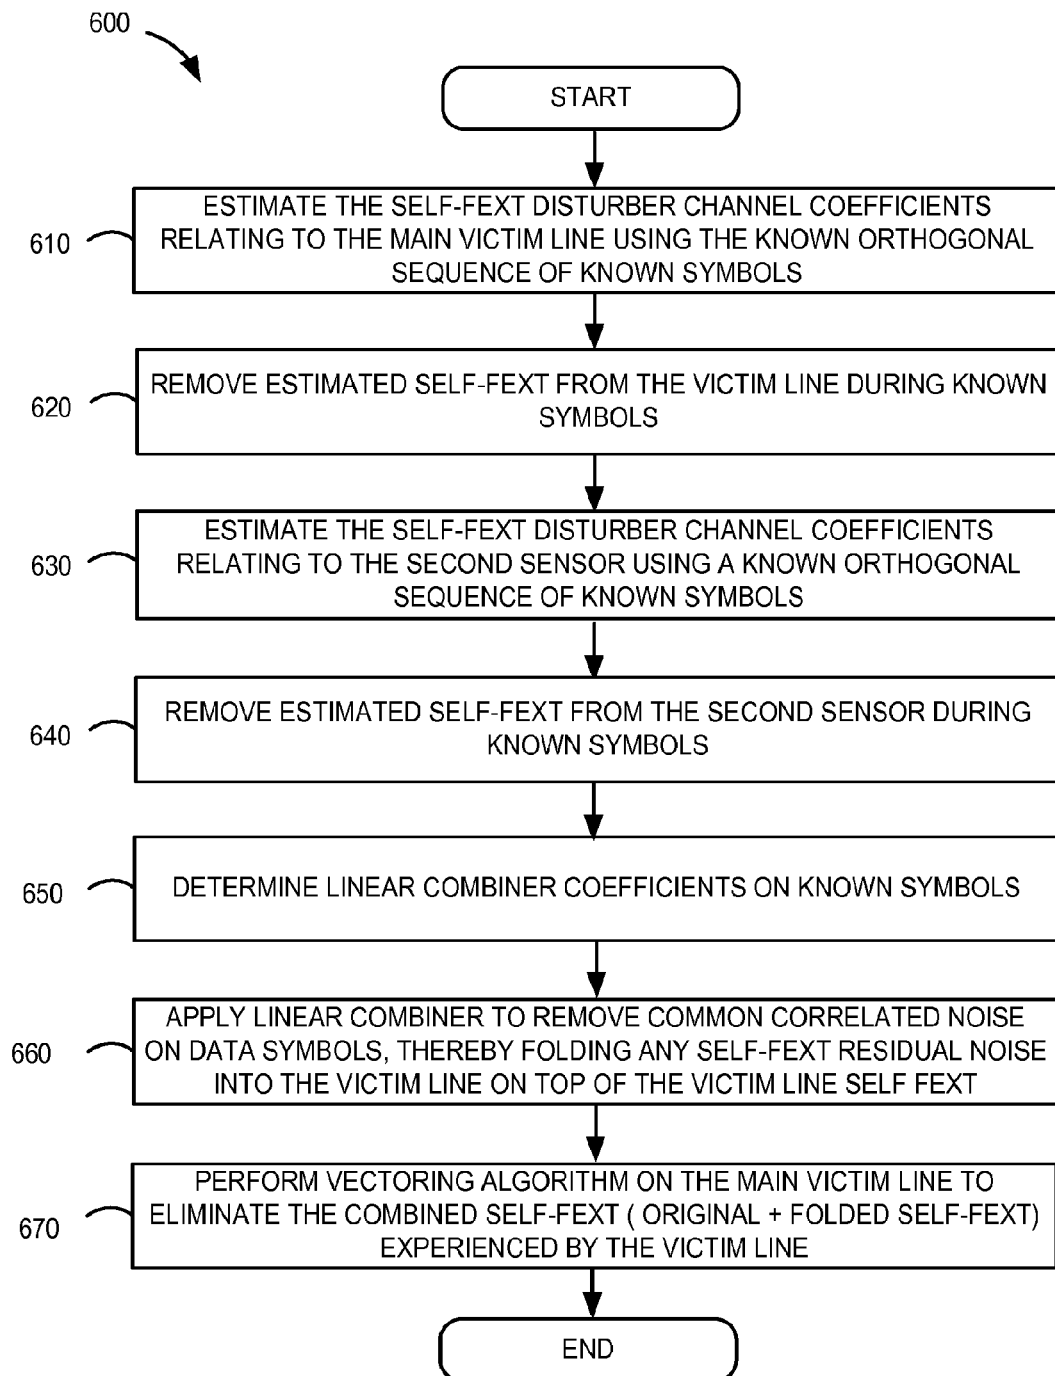 600
START
610
ESTIMATE THE SELF-FEXT DISTURBER CHANNEL COEFFICIENTS
RELATING TO THE MAIN VICTIM LINE USING THE KNOWN ORTHOGONAL
SEQUENCE OF KNOWN SYMBOLS
620
REMOVE ESTIMATED SELF-FEXT FROM THE VICTIM LINE DURING KNOWN
SYMBOLS
630
ESTIMATE THE SELF-FEXT DISTURBER CHANNEL COEFFICIENTS
RELATING TO THE SECOND SENSOR USING A KNOWN ORTHOGONAL
SEQUENCE OF KNOWN SYMBOLS
640
REMOVE ESTIMATED SELF-FEXT FROM THE SECOND SENSOR DURING
KNOWN SYMBOLS
650
DETERMINE LINEAR COMBINER COEFFICIENTS ON KNOWN SYMBOLS
660
APPLY LINEAR COMBINER TO REMOVE COMMON CORRELATED NOISE
ON DATA SYMBOLS, THEREBY FOLDING ANY SELF-FEXT RESIDUAL NOISE
INTO THE VICTIM LINE ON TOP OF THE VICTIM LINE SELF FEXT
670
PERFORM VECTORING ALGORITHM ON THE MAIN VICTIM LINE TO
ELIMINATE THE COMBINED SELF-FEXT ( ORIGINAL + FOLDED SELF-FEXT)
EXPERIENCED BY THE VICTIM LINE
END